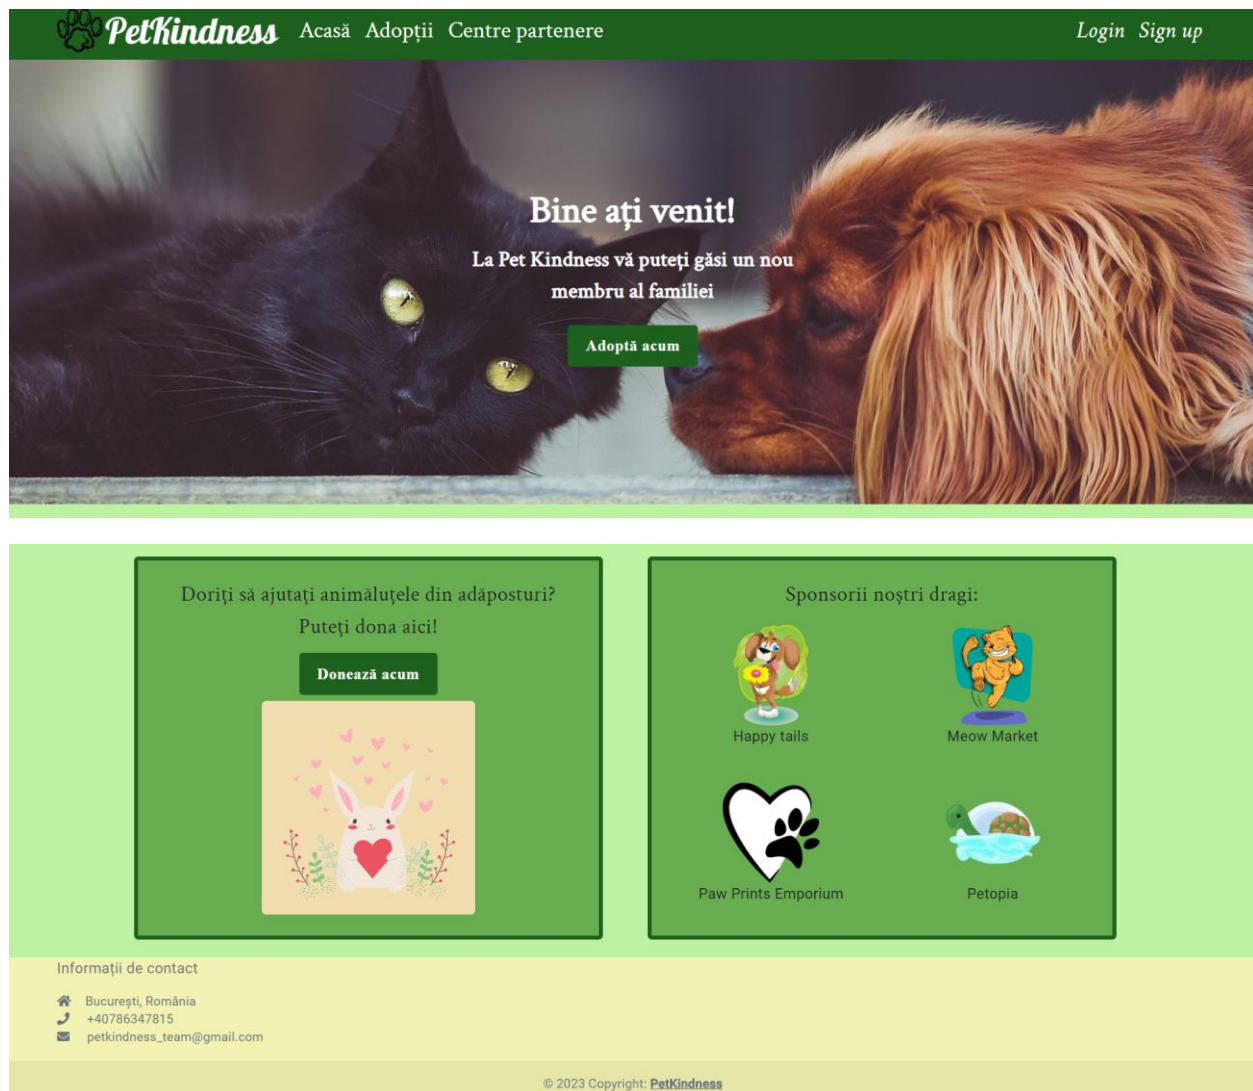 PetKindness Acasă Adopții Centre partenere Login Sign up
Bine ați venit!
La Pet Kindness vă puteți găsi un nou
membru al familiei
Adoptă acum
Doriți să ajutați animăluțele din adăposturi?
Puteți dona aici!
Donează acum
Sponsorii noștri dragi:
Happy tails
Meow Market
Paw Prints Emporium
Petopia
Informații de contact
București, România
+40786347815
petkindness_team@gmail.com
© 2023 Copyright: PetKindness